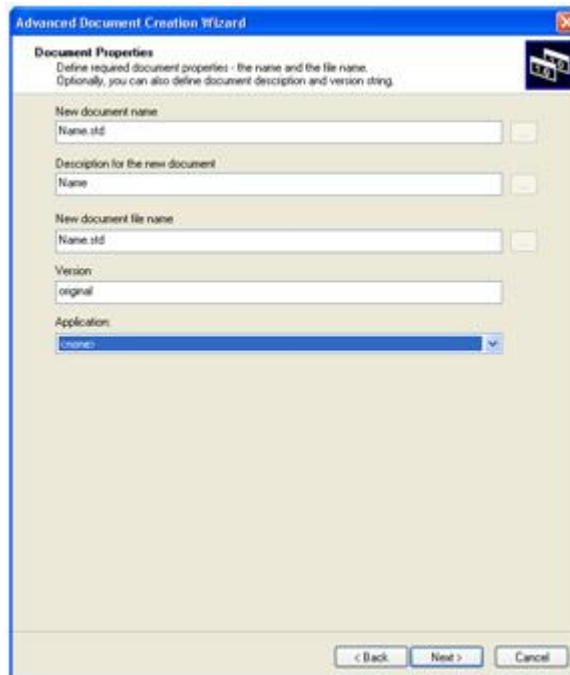 Advanced Document Creation Wizard
Document Properties
Define required document properties - the name and the file name.
Optionally, you can also define document description and version string.
New document name
Name.std
...
Description for the new document
Name
...
New document file name
Name.std
...
Version
original
Application:
<none>
< Back
Next >
Cancel